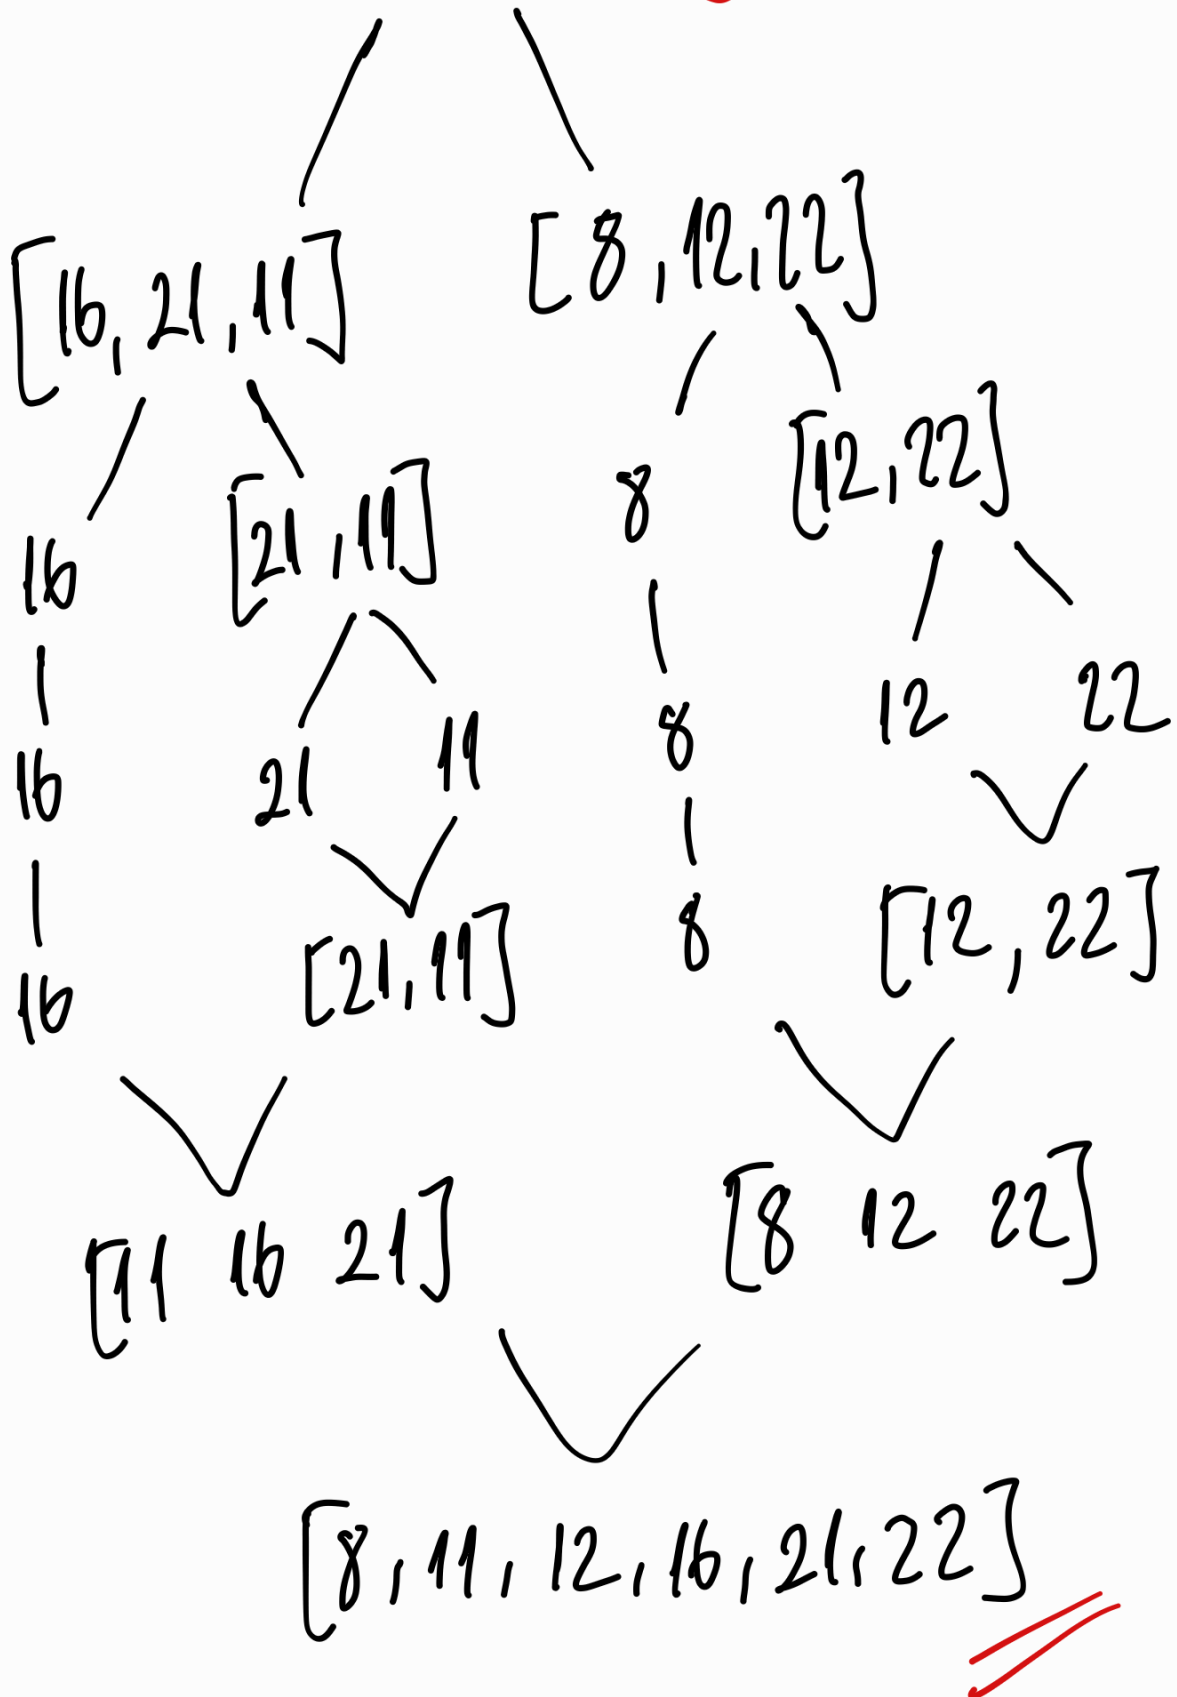 [16, 21, 11] [8, 12, 22]
16 [21, 11] 8 [12, 22]
16 21 11 8 12 22
16 [21, 11] 8 [12, 22]
[11 16 21] [8 12 22]
[8, 11, 12, 16, 21, 22]